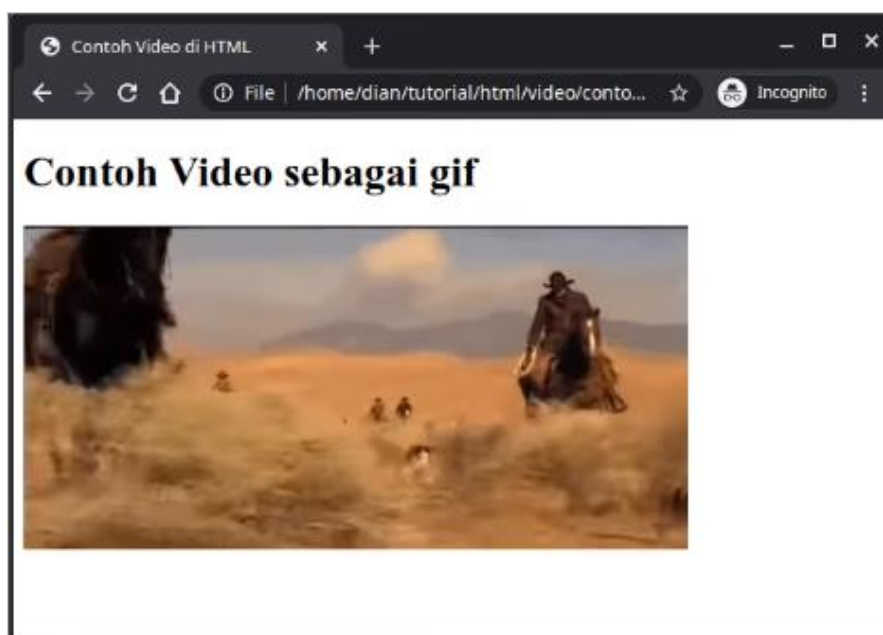 Contoh Video di HTML
File | /home/dian/tutorial/html/video/conto...
Incognito
Contoh Video sebagai gif